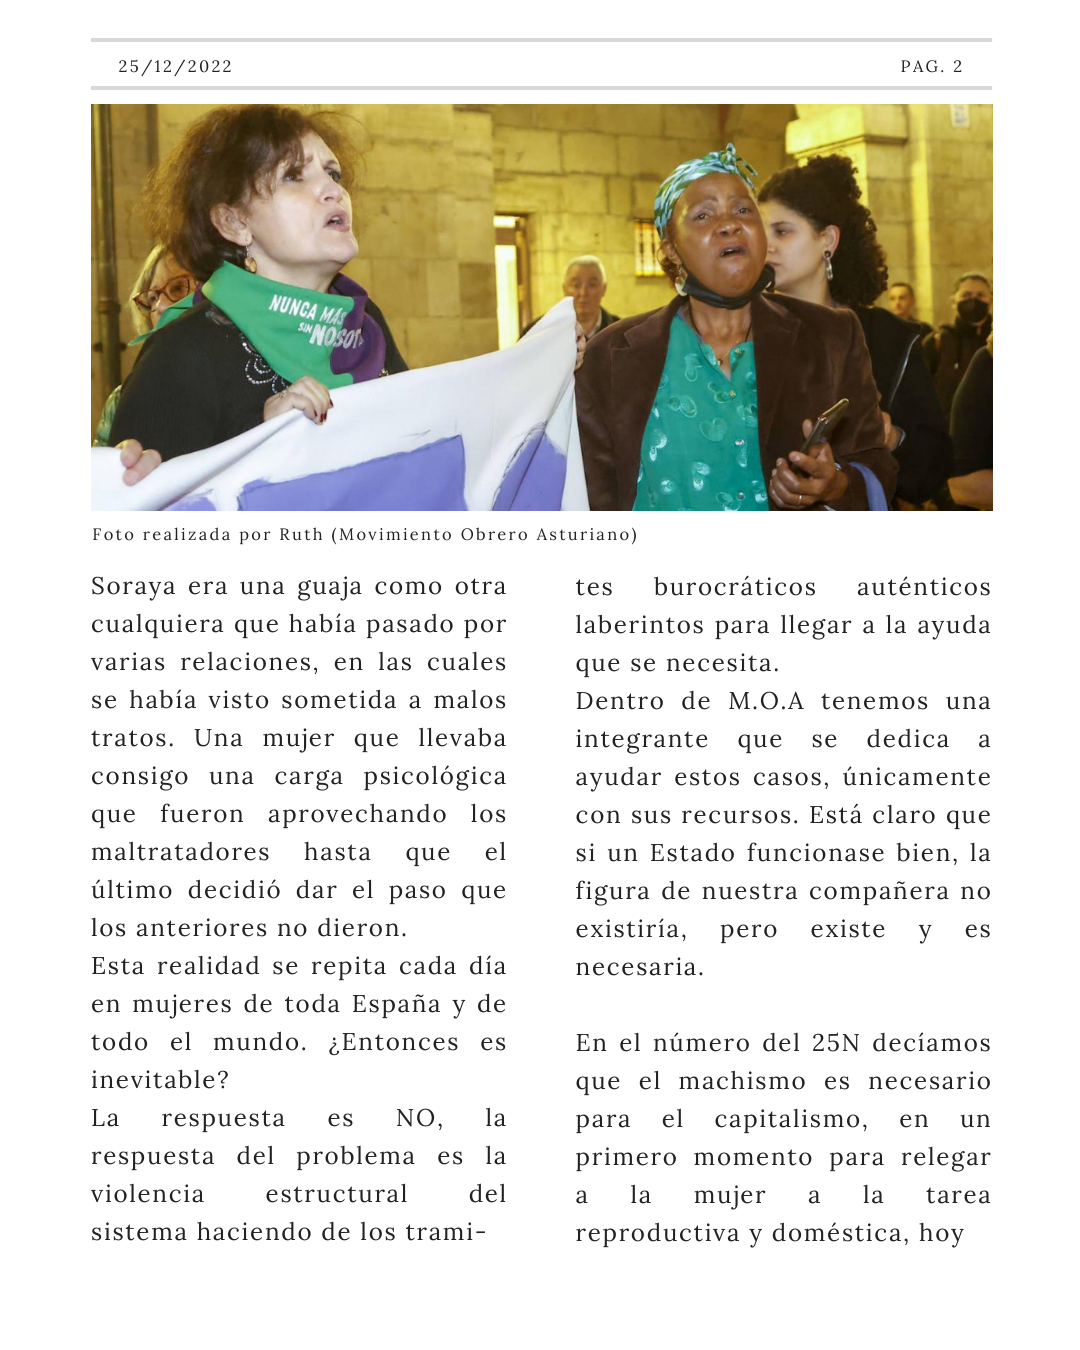 25/12/2022
PAG. 2
NUNCA MÁS
SIN
NOSOT
Foto realizada por Ruth (Movimiento Obrero Asturiano)
Soraya era una guaja como otra
cualquiera que había pasado por
varias relaciones, en las cuales
se había visto sometida a malos
tratos. Una mujer que llevaba
consigo una carga psicológica
que fueron aprovechando los
maltratadores hasta que el
último decidió dar el paso que
los anteriores no dieron.
Esta realidad se repita cada día
en mujeres de toda España y de
todo el mundo. ¿Entonces es
inevitable?
La respuesta es NO, la
respuesta del problema es la
violencia estructural del
sistema haciendo de los trami-
tes burocráticos auténticos
laberintos para llegar a la ayuda
que se necesita.
Dentro de M.O.A tenemos una
integrante que se dedica a
ayudar estos casos, únicamente
con sus recursos. Está claro que
si un Estado funcionase bien, la
figura de nuestra compañera no
existiría, pero existe y es
necesaria.
En el número del 25N decíamos
que el machismo es necesario
para el capitalismo, en un
primero momento para relegar
a la mujer a la tarea
reproductiva y doméstica, hoy